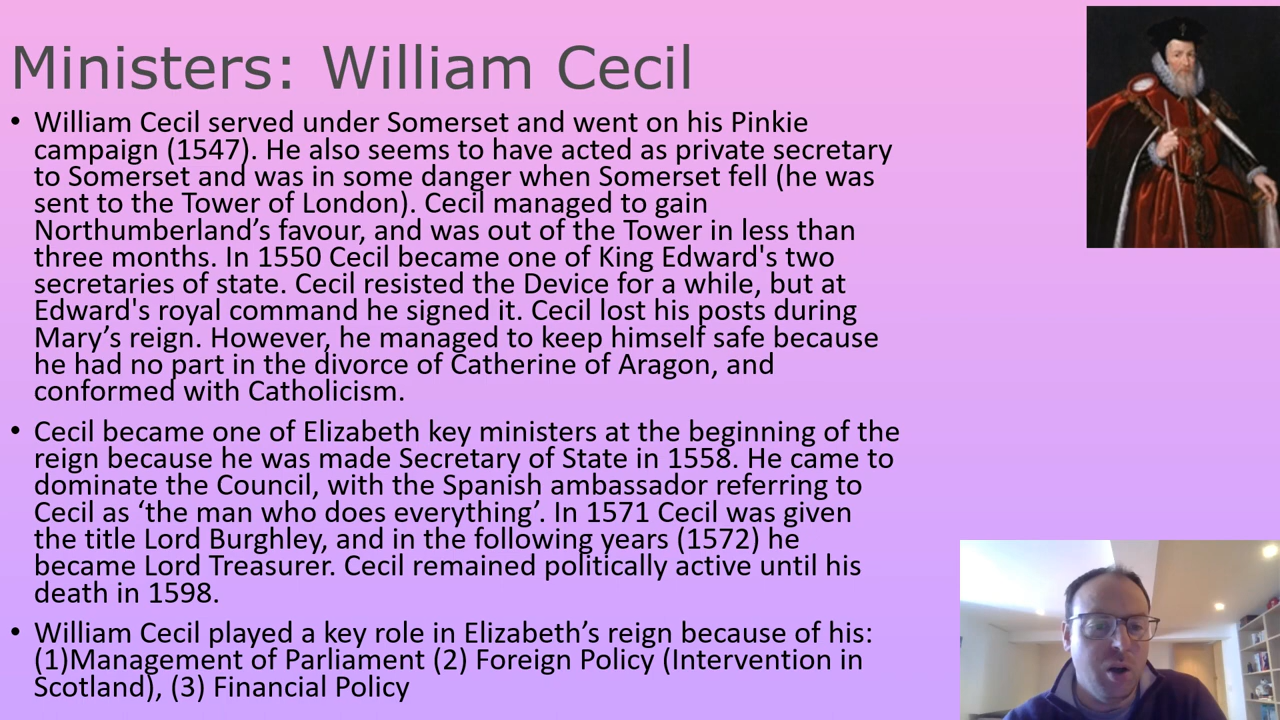 Ministers: William Cecil
• William Cecil served under Somerset and went on his Pinkie
campaign (1547). He also seems to have acted as private secretary
to Somerset and was in some danger when Somerset fell (he was
sent to the Tower of London). Cecil managed to gain
Northumberland’s favour, and was out of the Tower in less than
three months. In 1550 Cecil became one of King Edward's two
secretaries of state. Cecil resisted the Device for a while, but at
Edward's royal command he signed it. Cecil lost his posts during
Mary’s reign. However, he managed to keep himself safe because
he had no part in the divorce of Catherine of Aragon, and
conformed with Catholicism.
• Cecil became one of Elizabeth key ministers at the beginning of the
reign because he was made Secretary of State in 1558. He came to
dominate the Council, with the Spanish ambassador referring to
Cecil as ‘the man who does everything’. In 1571 Cecil was given
the title Lord Burghley, and in the following years (1572) he
became Lord Treasurer. Cecil remained politically active until his
death in 1598.
• William Cecil played a key role in Elizabeth’s reign because of his:
(1)Management of Parliament (2) Foreign Policy (Intervention in
Scotland), (3) Financial Policy